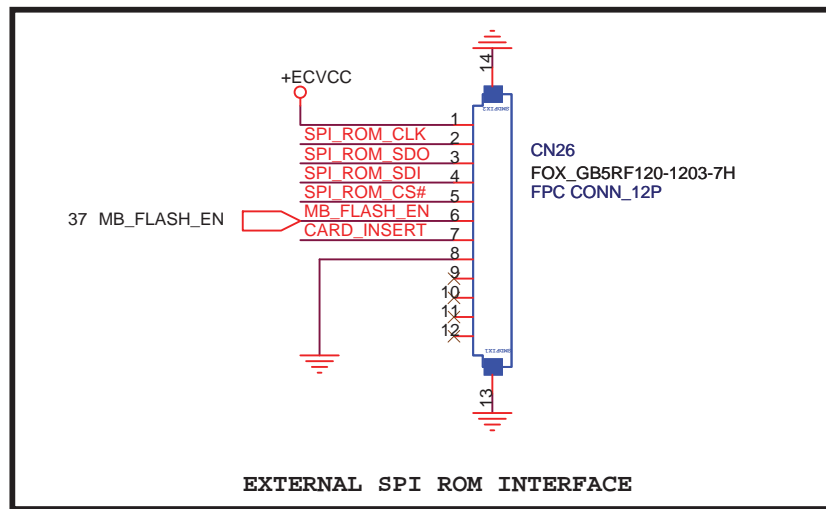 14
+ECVCC
1
SPI_ROM_CLK 2
SPI_ROM_SDO 3
SPI_ROM_SDI 4
SPI_ROM_CS# 5
37 MB_FLASH_EN MB_FLASH_EN 6
CARD_INSERT 7
8
9
10
11
12
CN26
FOX_GB5RF120-1203-7H
FPC CONN_12P
13
EXTERNAL SPI ROM INTERFACE